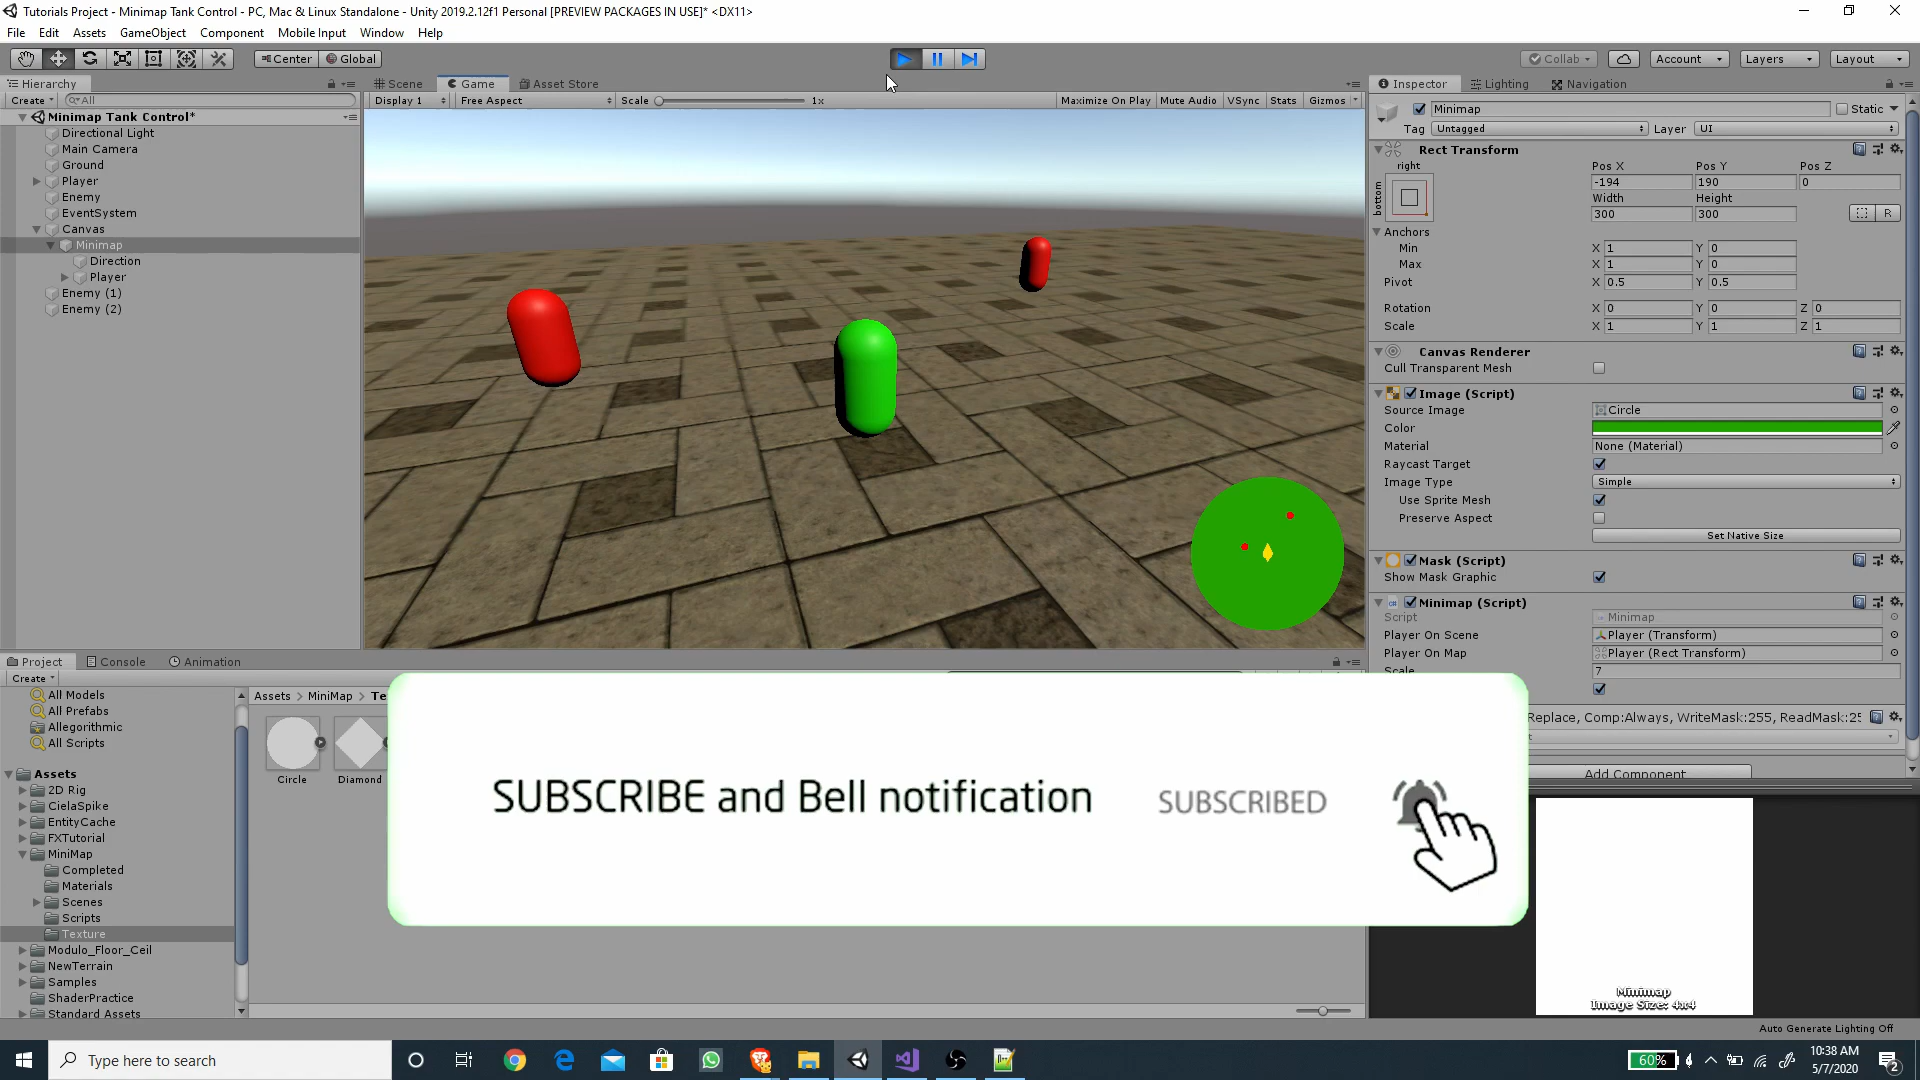 Tutorials Project - Minimap Tank Control - PC, Mac & Linux Standalone - Unity 2019.2.12f1 Personal [PREVIEW PACKAGES IN USE]* <DX11>
File Edit Assets GameObject Component Mobile Input Window Help
Center Global Collab Account Layers Layout
Hierarchy Scene Game Asset Store Inspector Lighting Navigation
Create All Display 1 Free Aspect Scale 1x Maximize On Play Mute Audio VSync Stats Gizmos Minimap Static
Minimap Tank Control*
Tag Untagged Layer UI
Directional Light
Main Camera
Ground
Player
Enemy
EventSystem
Canvas
Minimap
Direction
Player
Enemy (1)
Enemy (2)
Rect Transform
right Pos X Pos Y Pos Z
bottom -194 190 0
Width Height
300 300 R
Anchors
Min X 1 Y 0
Max X 1 Y 0
Pivot X 0.5 Y 0.5
Rotation X 0 Y 0 Z 0
Scale X 1 Y 1 Z 1
Canvas Renderer
Cull Transparent Mesh
Image (Script)
Source Image Circle
Color
Material None (Material)
Raycast Target
Image Type Simple
Use Sprite Mesh
Preserve Aspect
Set Native Size
Mask (Script)
Show Mask Graphic
Minimap (Script)
Script Minimap
Player On Scene Player (Transform)
Player On Map Player (Rect Transform)
Scale 7
Replace, Comp:Always, WriteMask:255, ReadMask:25
Add Component
Project Console Animation
Create
All Models
All Prefabs
Allegorithmic
All Scripts
Assets
2D Rig
CielaSpike
EntityCache
FXTutorial
MiniMap
Completed
Materials
Scenes
Scripts
Texture
Modulo_Floor_Ceil
NewTerrain
Samples
ShaderPractice
Standard Assets
Assets > MiniMap > Te
Circle Diamond
SUBSCRIBE and Bell notification SUBSCRIBED
Minimap
Image Size: 4x4
Auto Generate Lighting Off
Type here to search
60%
10:38 AM
5/7/2020
2